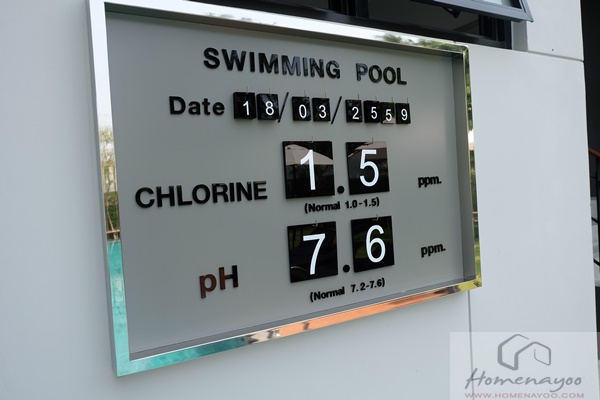 SWIMMING POOL
Date 18/03/2559
CHLORINE 1.5 ppm.
(Normal 1.0-1.5)
pH 7.6 ppm.
(Normal 7.2-7.6)
Homenayoo
WWW.HOMENAYOO.COM